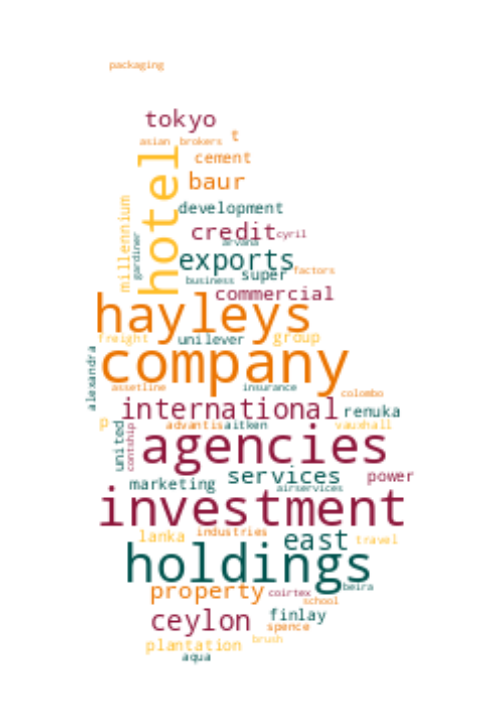 packaging
tokyo
t
asian brokers
hotel
cement
baur
millennium
development
gardiner
credit
cyril
arvana
exports
super
factors
business
commercial
hayleys
freight
unilever
group
company
alexandra
assetline
insurance
colombo
international
renuka
p
united
contship
advantis
aitken
vauxhall
agencies
services
power
marketing
airservices
investment
lanka
industries
east
travel
holdings
beira
property
coirtex
school
ceylon
finlay
spence
plantation
brush
aqua